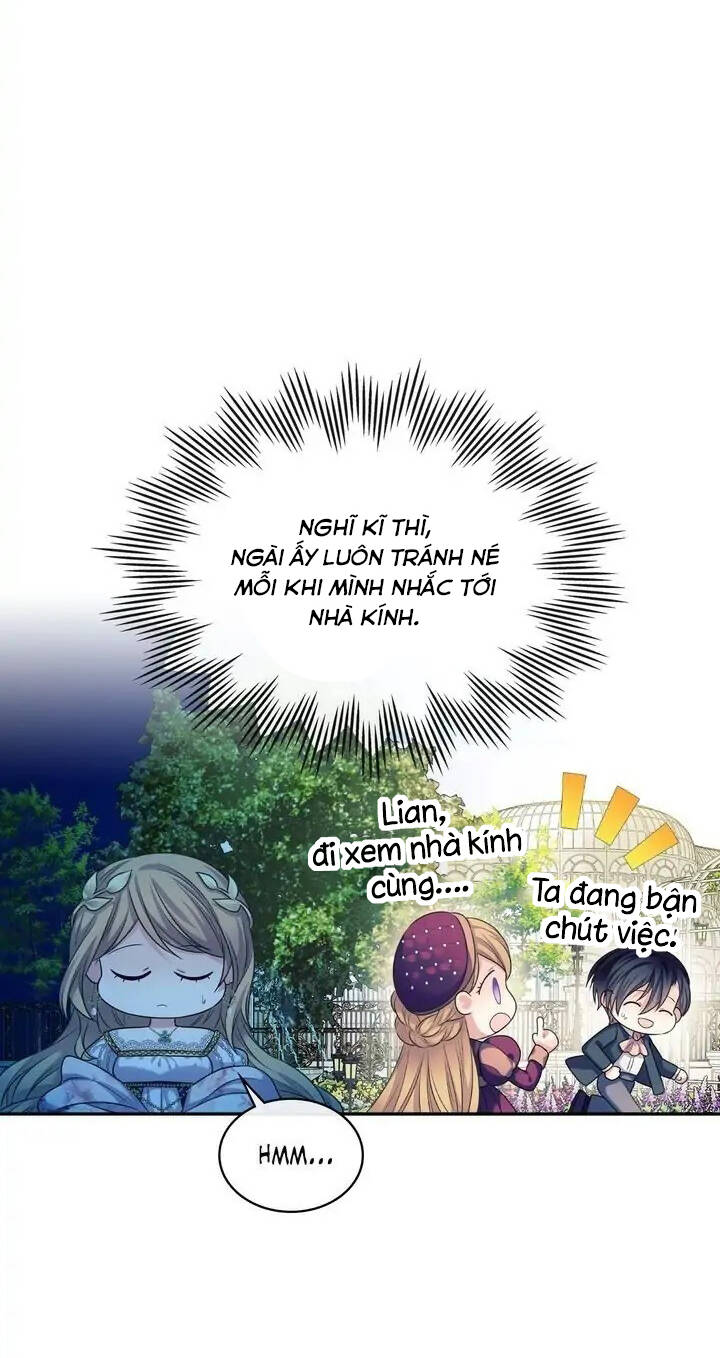 NGHĨ KĨ THÌ,
NGÀI ẤY LUÔN TRÁNH NÉ
MỖI KHI MÌNH NHẮC TỚI
NHÀ KÍNH.
Lian,
đi xem nhà kính
cùng....
Ta đang bận
chút việc.
HMM...